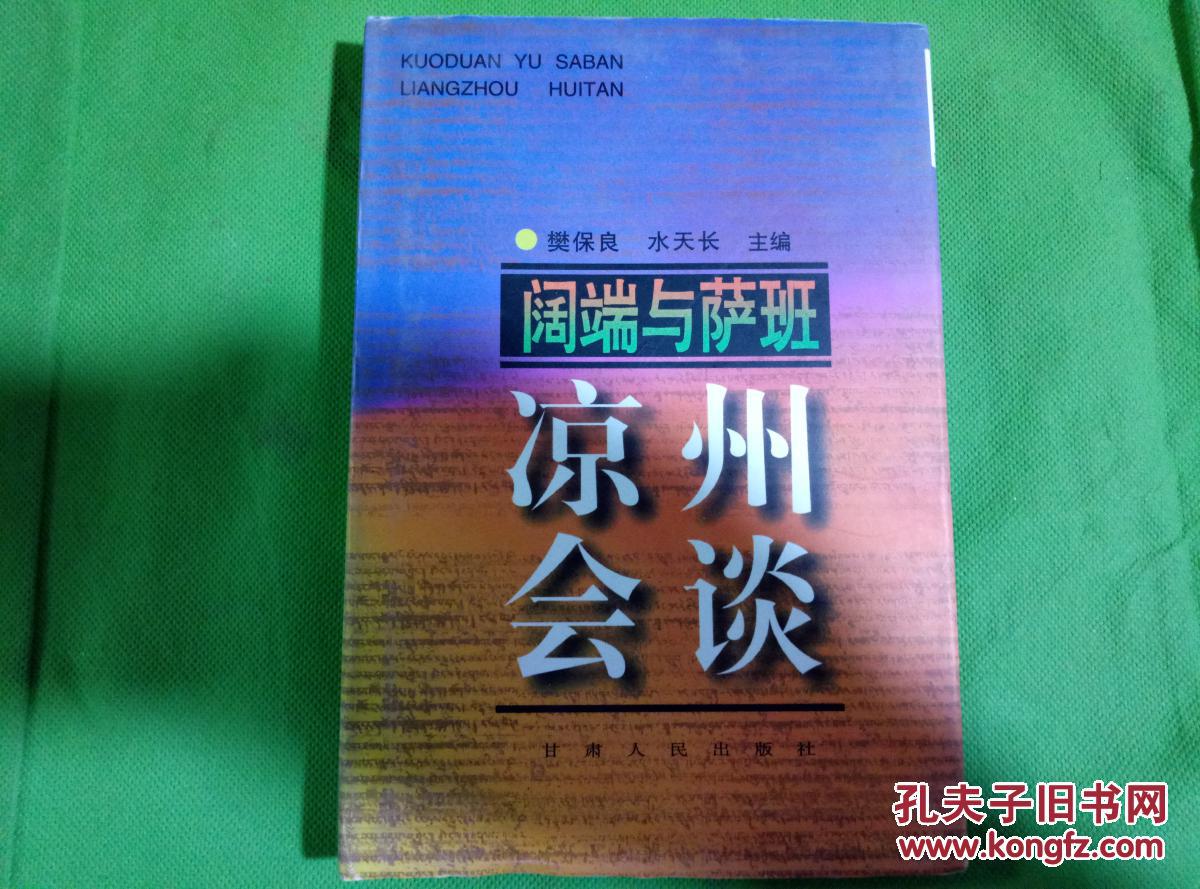 KUODUAN YU SABAN
LIANGZHOU HUITAN
樊保良 水天长 主编
阔端与萨班
凉州
会谈
甘肃人民出版社
孔夫子旧书网
www.kongfz.com